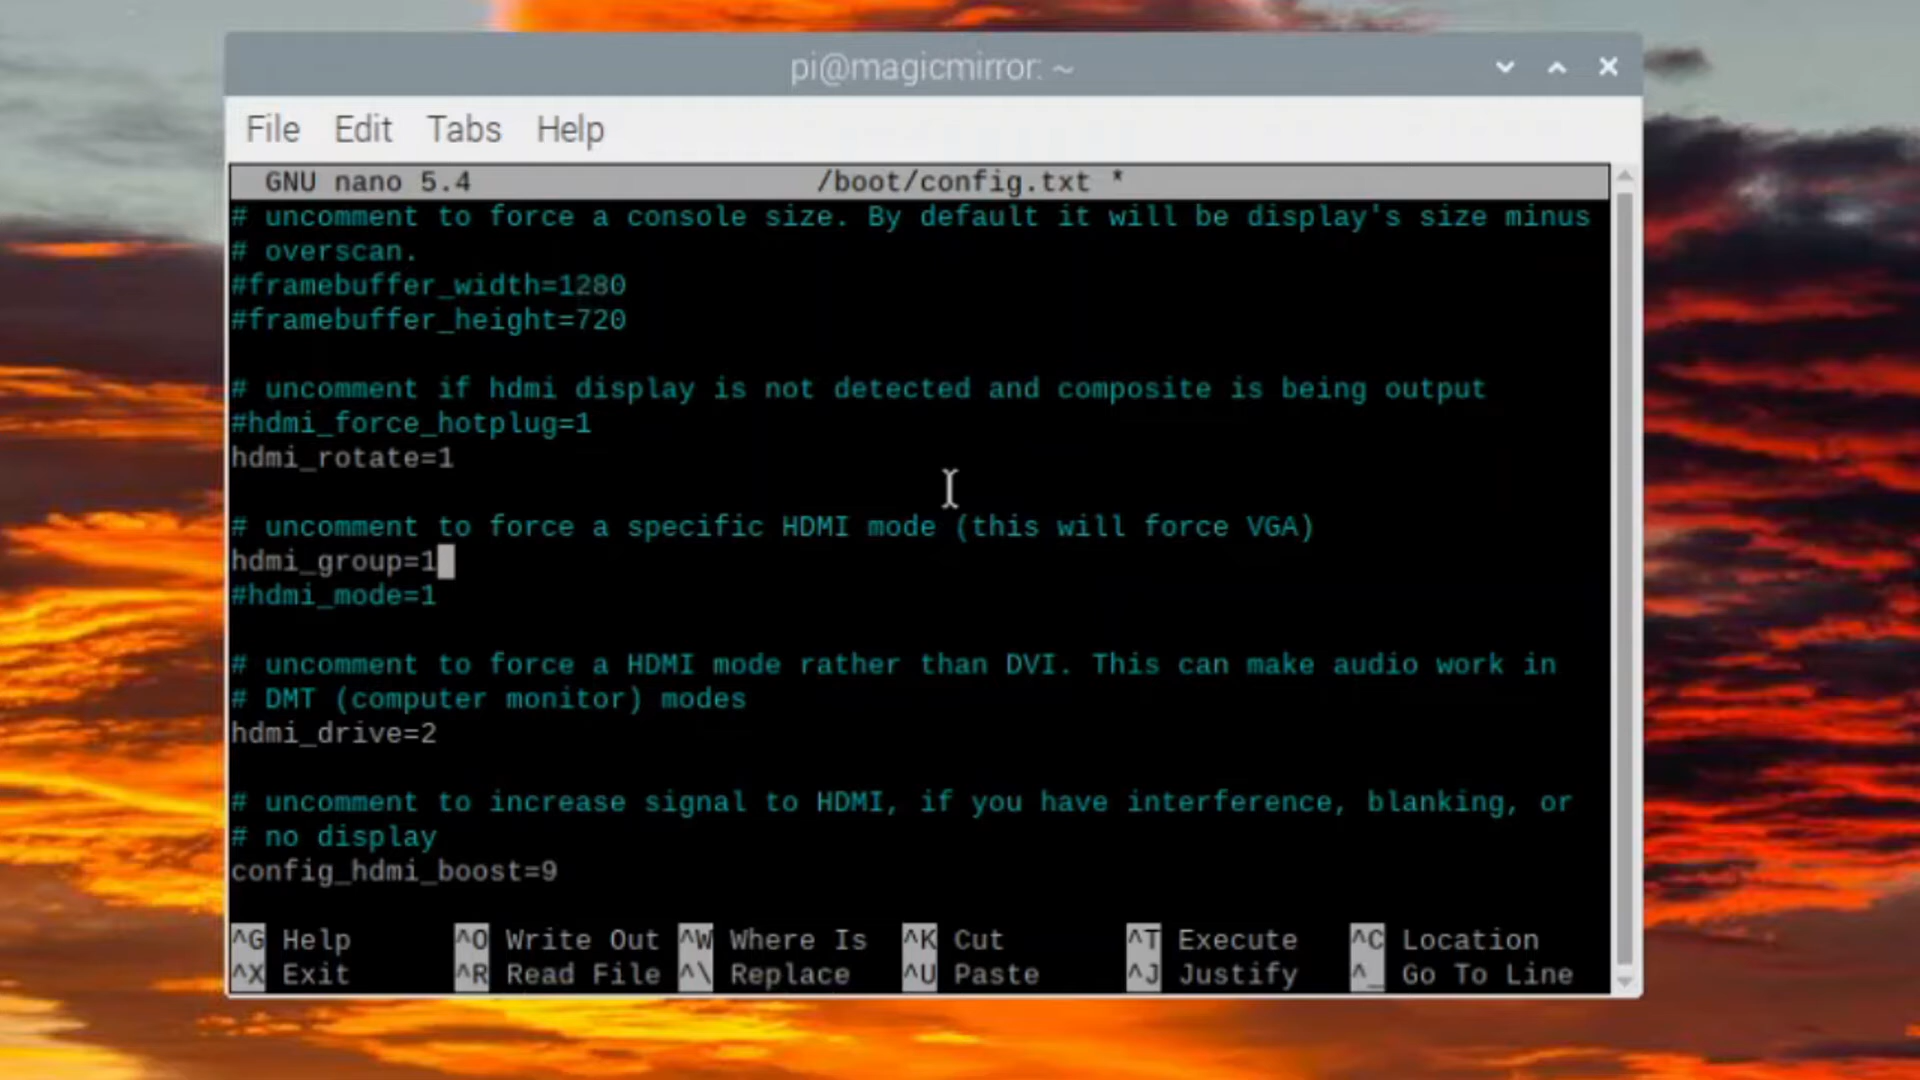 pi@magicmirror: ~
File Edit Tabs Help
GNU nano 5.4 /boot/config.txt *
# uncomment to force a console size. By default it will be display's size minus
# overscan.
#framebuffer_width=1280
#framebuffer_height=720
# uncomment if hdmi display is not detected and composite is being output
#hdmi_force_hotplug=1
hdmi_rotate=1
# uncomment to force a specific HDMI mode (this will force VGA)
hdmi_group=1
#hdmi_mode=1
# uncomment to force a HDMI mode rather than DVI. This can make audio work in
# DMT (computer monitor) modes
hdmi_drive=2
# uncomment to increase signal to HDMI, if you have interference, blanking, or
# no display
config_hdmi_boost=9
^G Help ^O Write Out ^W Where Is ^K Cut ^T Execute ^C Location
^X Exit ^R Read File ^\ Replace ^U Paste ^J Justify ^_ Go To Line